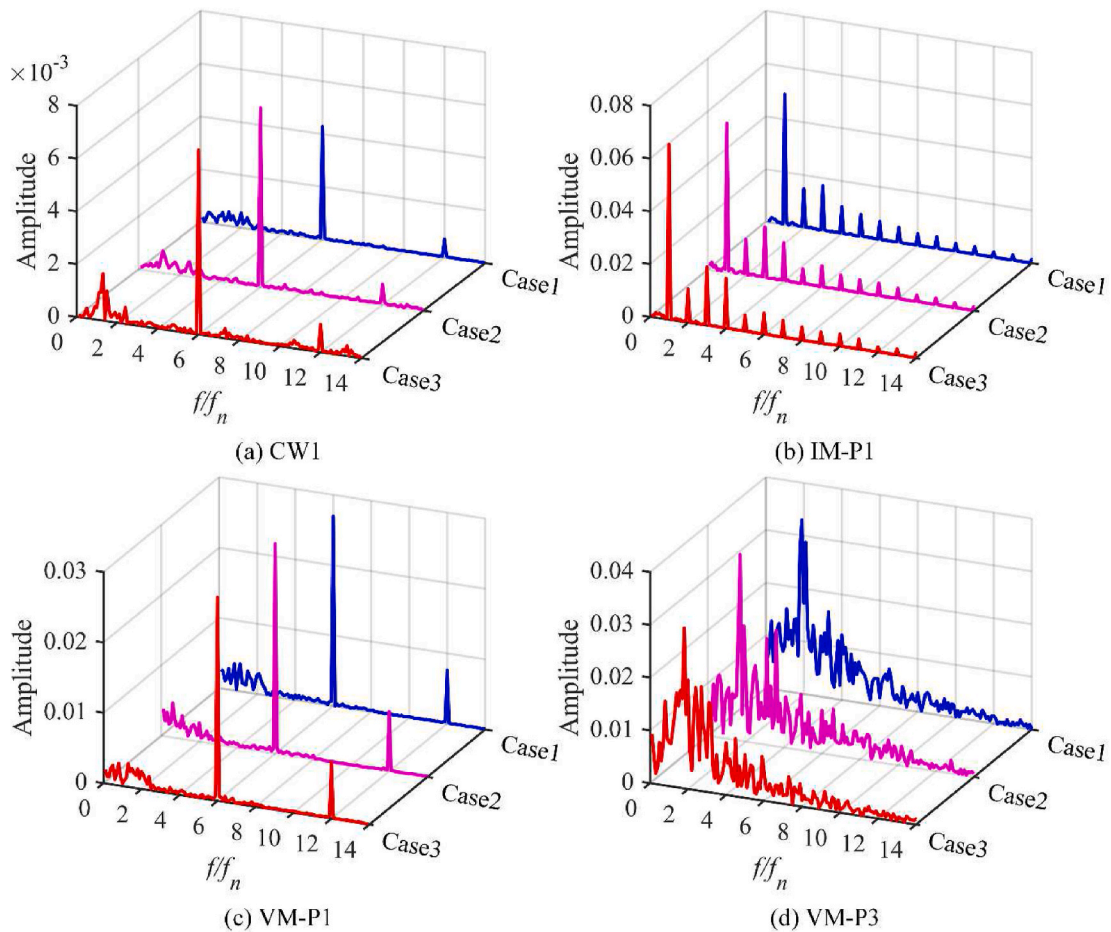 ×10⁻³
8
6
4
2
0
Amplitude
0 2 4 6 8 10 12 14
f/fₙ
Case1
Case2
Case3
(a) CW1
0.08
0.06
0.04
0.02
0
Amplitude
0 2 4 6 8 10 12 14
f/fₙ
Case1
Case2
Case3
(b) IM-P1
0.03
0.02
0.01
0
Amplitude
0 2 4 6 8 10 12 14
f/fₙ
Case1
Case2
Case3
(c) VM-P1
0.04
0.03
0.02
0.01
0
Amplitude
0 2 4 6 8 10 12 14
f/fₙ
Case1
Case2
Case3
(d) VM-P3